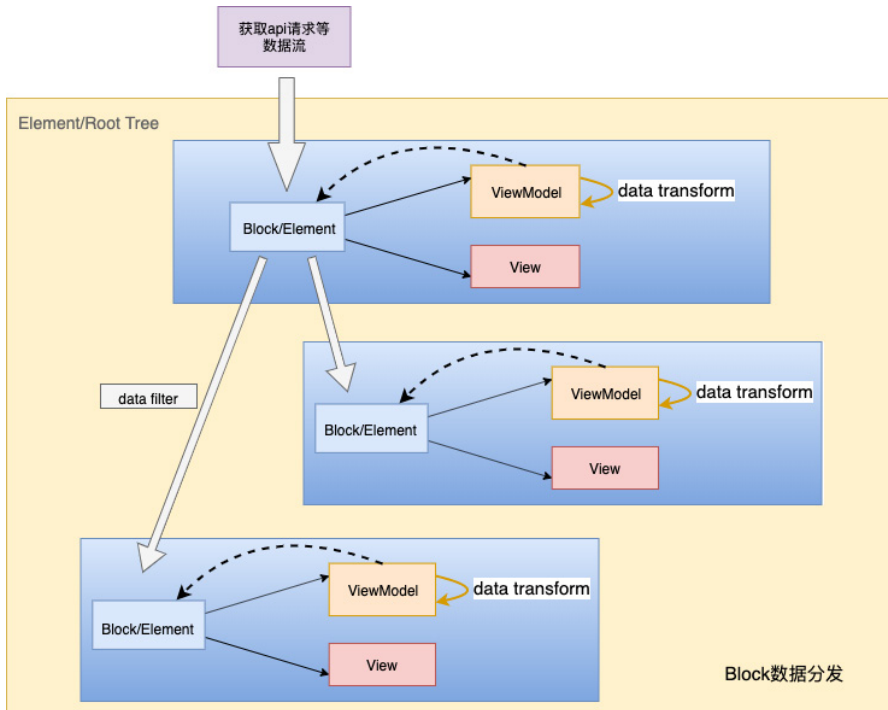 获取api请求等
数据流
Element/Root Tree
ViewModel
data transform
Block/Element
View
ViewModel
data transform
data filter
Block/Element
View
ViewModel
data transform
Block/Element
View
Block数据分发